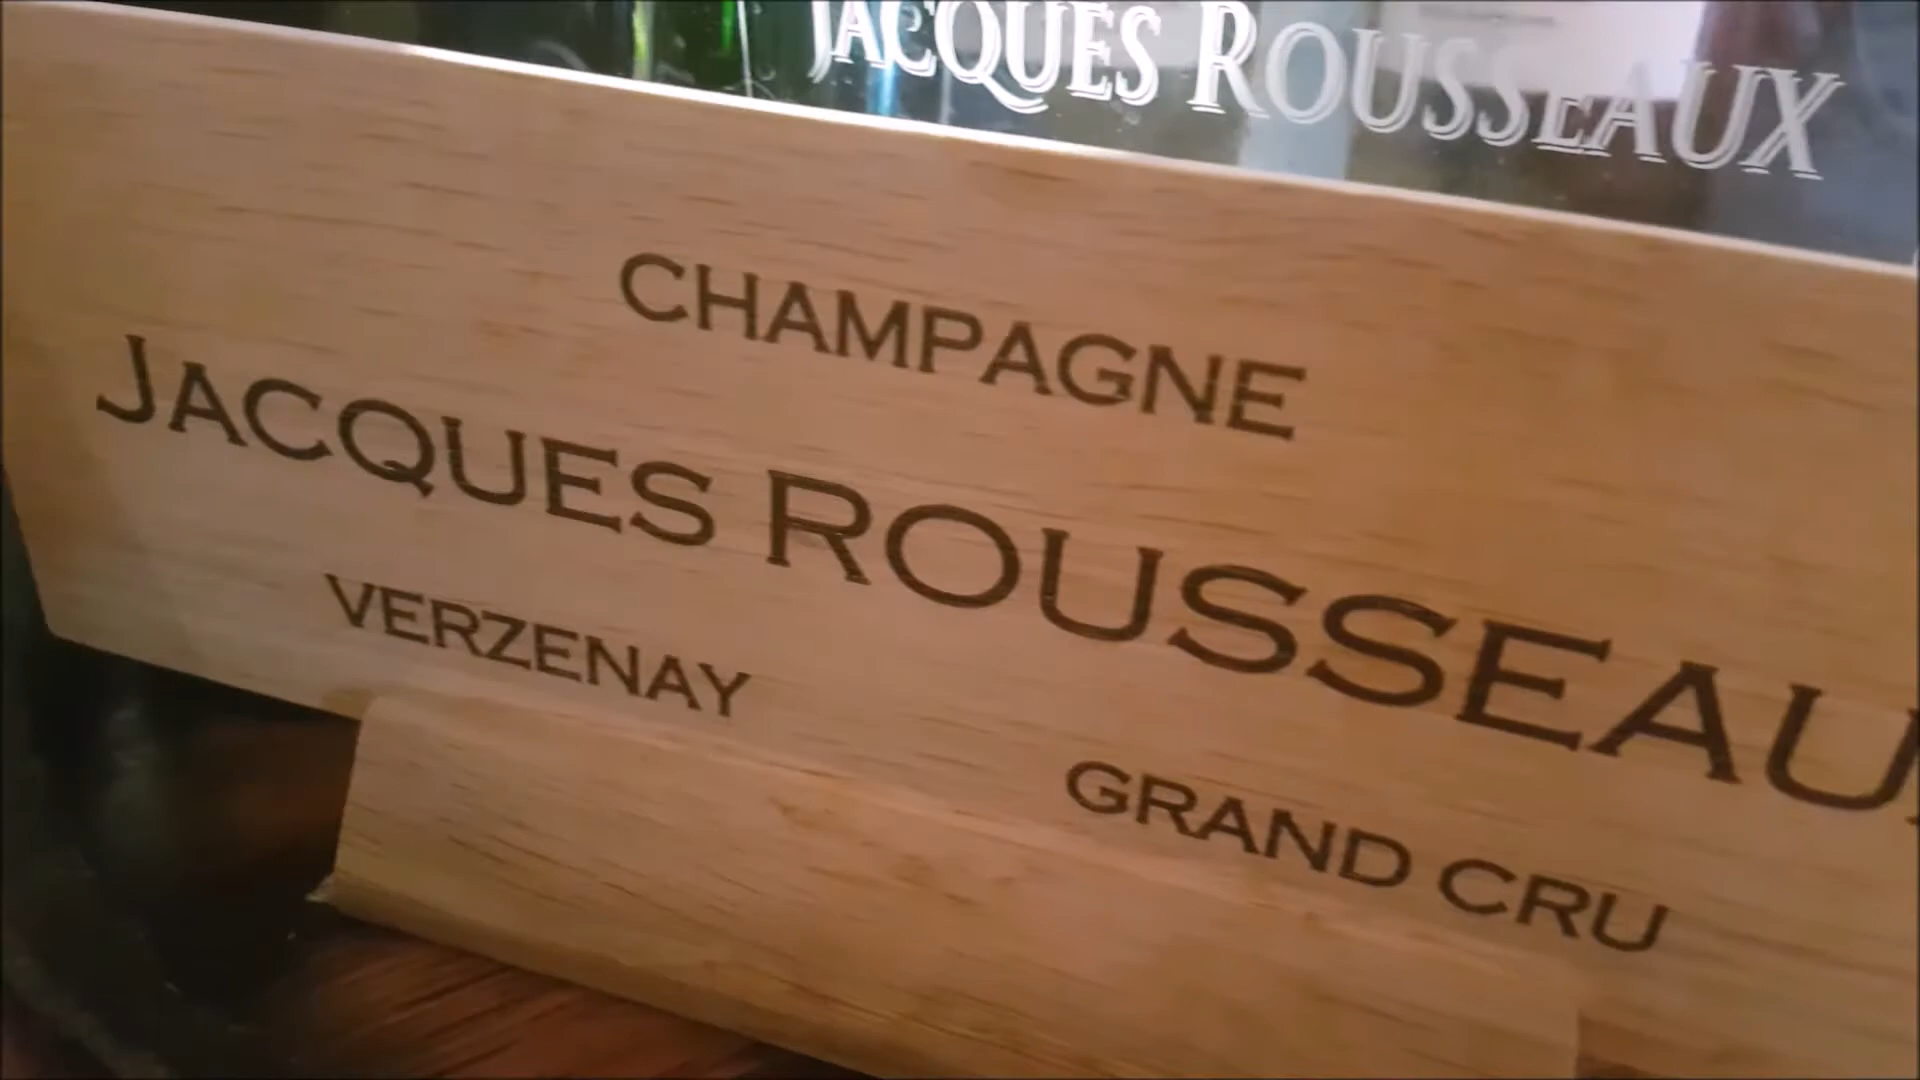 JACQUES ROUSSEAUX
CHAMPAGNE
JACQUES ROUSSEAU
VERZENAY
GRAND CRU